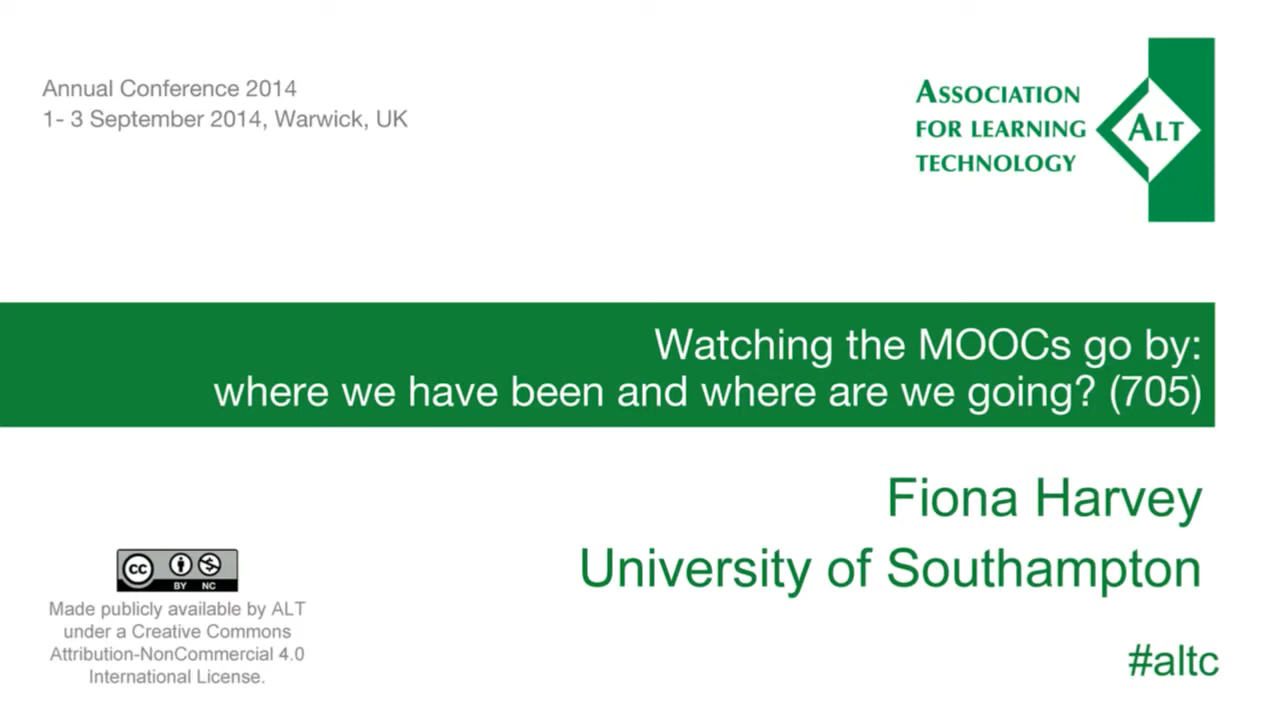 Annual Conference 2014
1- 3 September 2014, Warwick, UK
ASSOCIATION
FOR LEARNING
TECHNOLOGY
ALT
Watching the MOOCs go by:
where we have been and where are we going? (705)
Fiona Harvey
University of Southampton
#altc
cc
BY NC
Made publicly available by ALT
under a Creative Commons
Attribution-NonCommercial 4.0
International License.